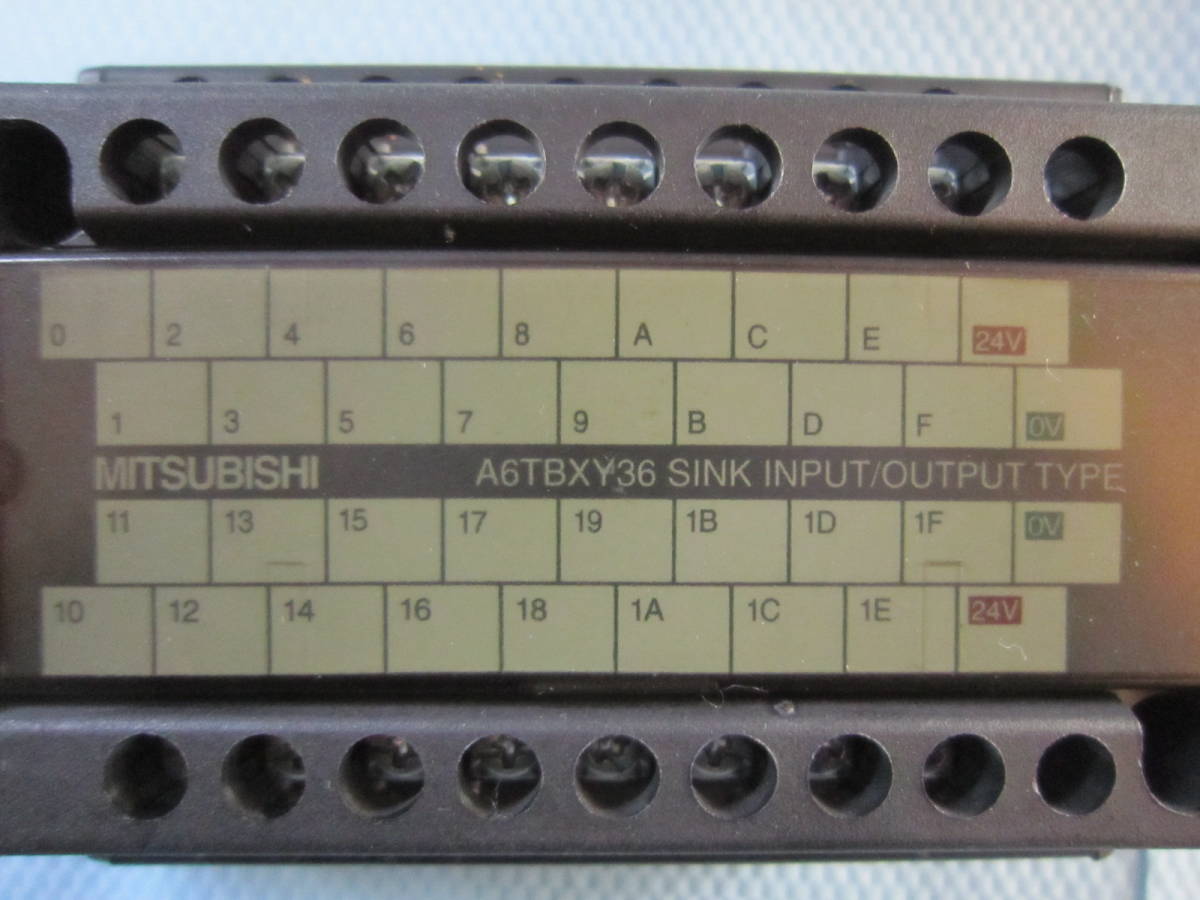 0 2 4 6 8 A C E 24V
1 3 5 7 9 B D F 0V
MITSUBISHI A6TBXY36 SINK INPUT/OUTPUT TYPE
11 13 15 17 19 1B 1D 1F 0V
10 12 14 16 18 1A 1C 1E 24V